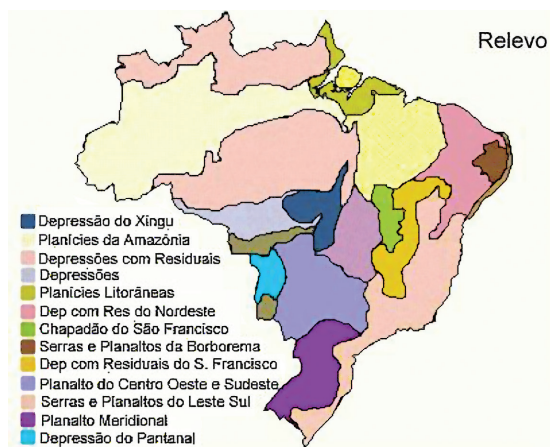 Relevo
Depressão do Xingu
Planícies da Amazónia
Depressões com Residuais
Depressões
Planícies Litorâneas
Dep com Res do Nordeste
Chapadão do São Francisco
Serras e Planaltos da Borborema
Dep com Residuais do S. Francisco
Planalto do Centro Oeste e Sudeste
Serras e Planaltos do Leste Sul
Planalto Meridional
Depressão do Pantanal